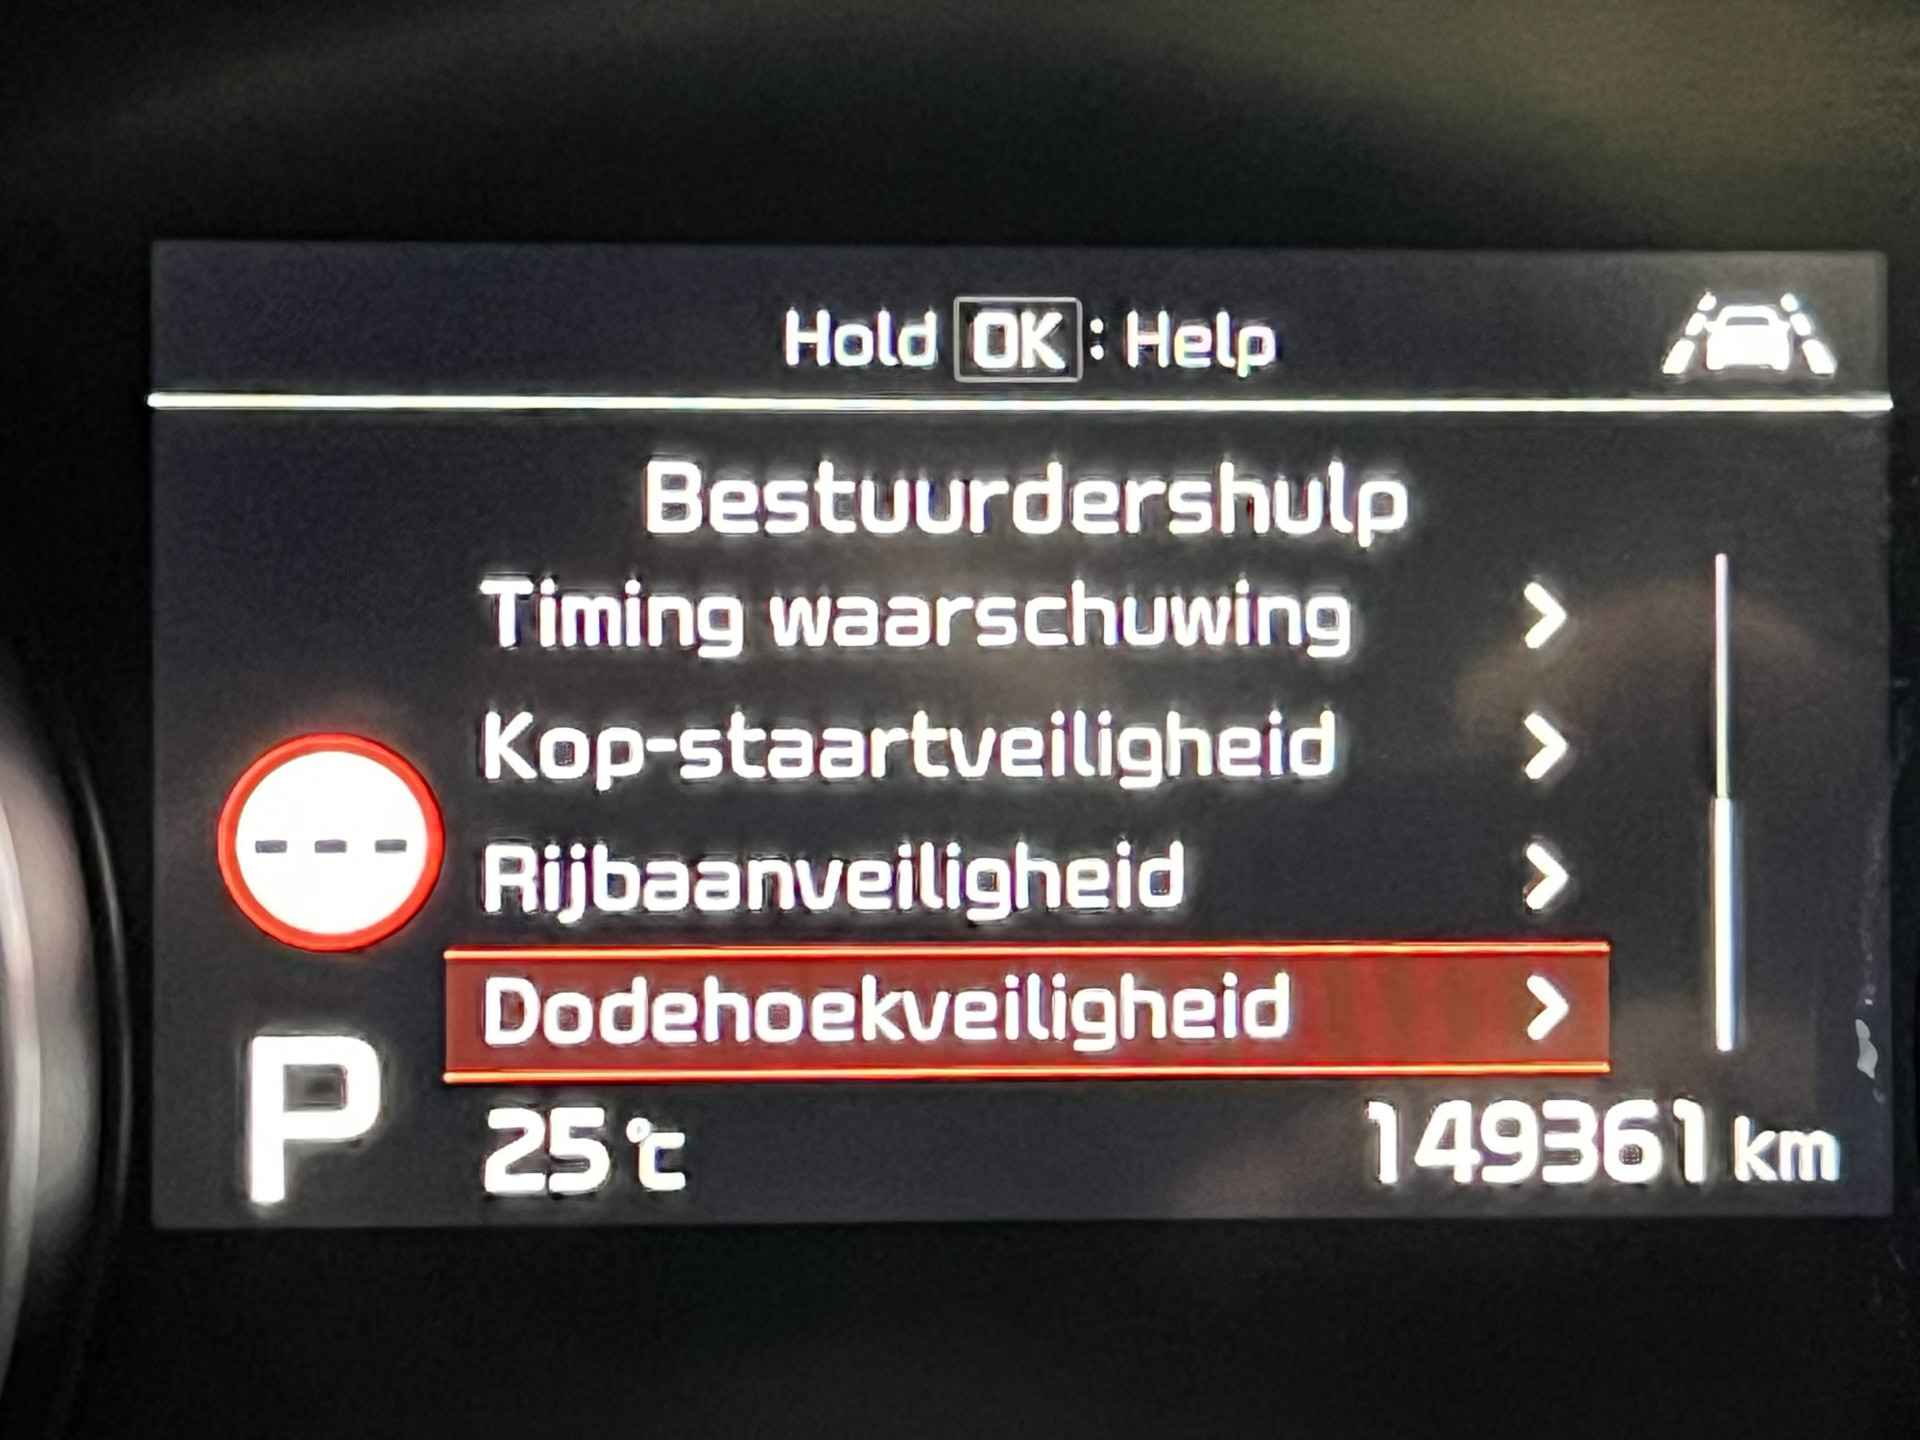 Hold OK : Help
Bestuurdershulp
Timing waarschuwing
Kop-staartveiligheid
Rijbaanveiligheid
---
Dodehoekveiligheid
P
25 °C
149361 km